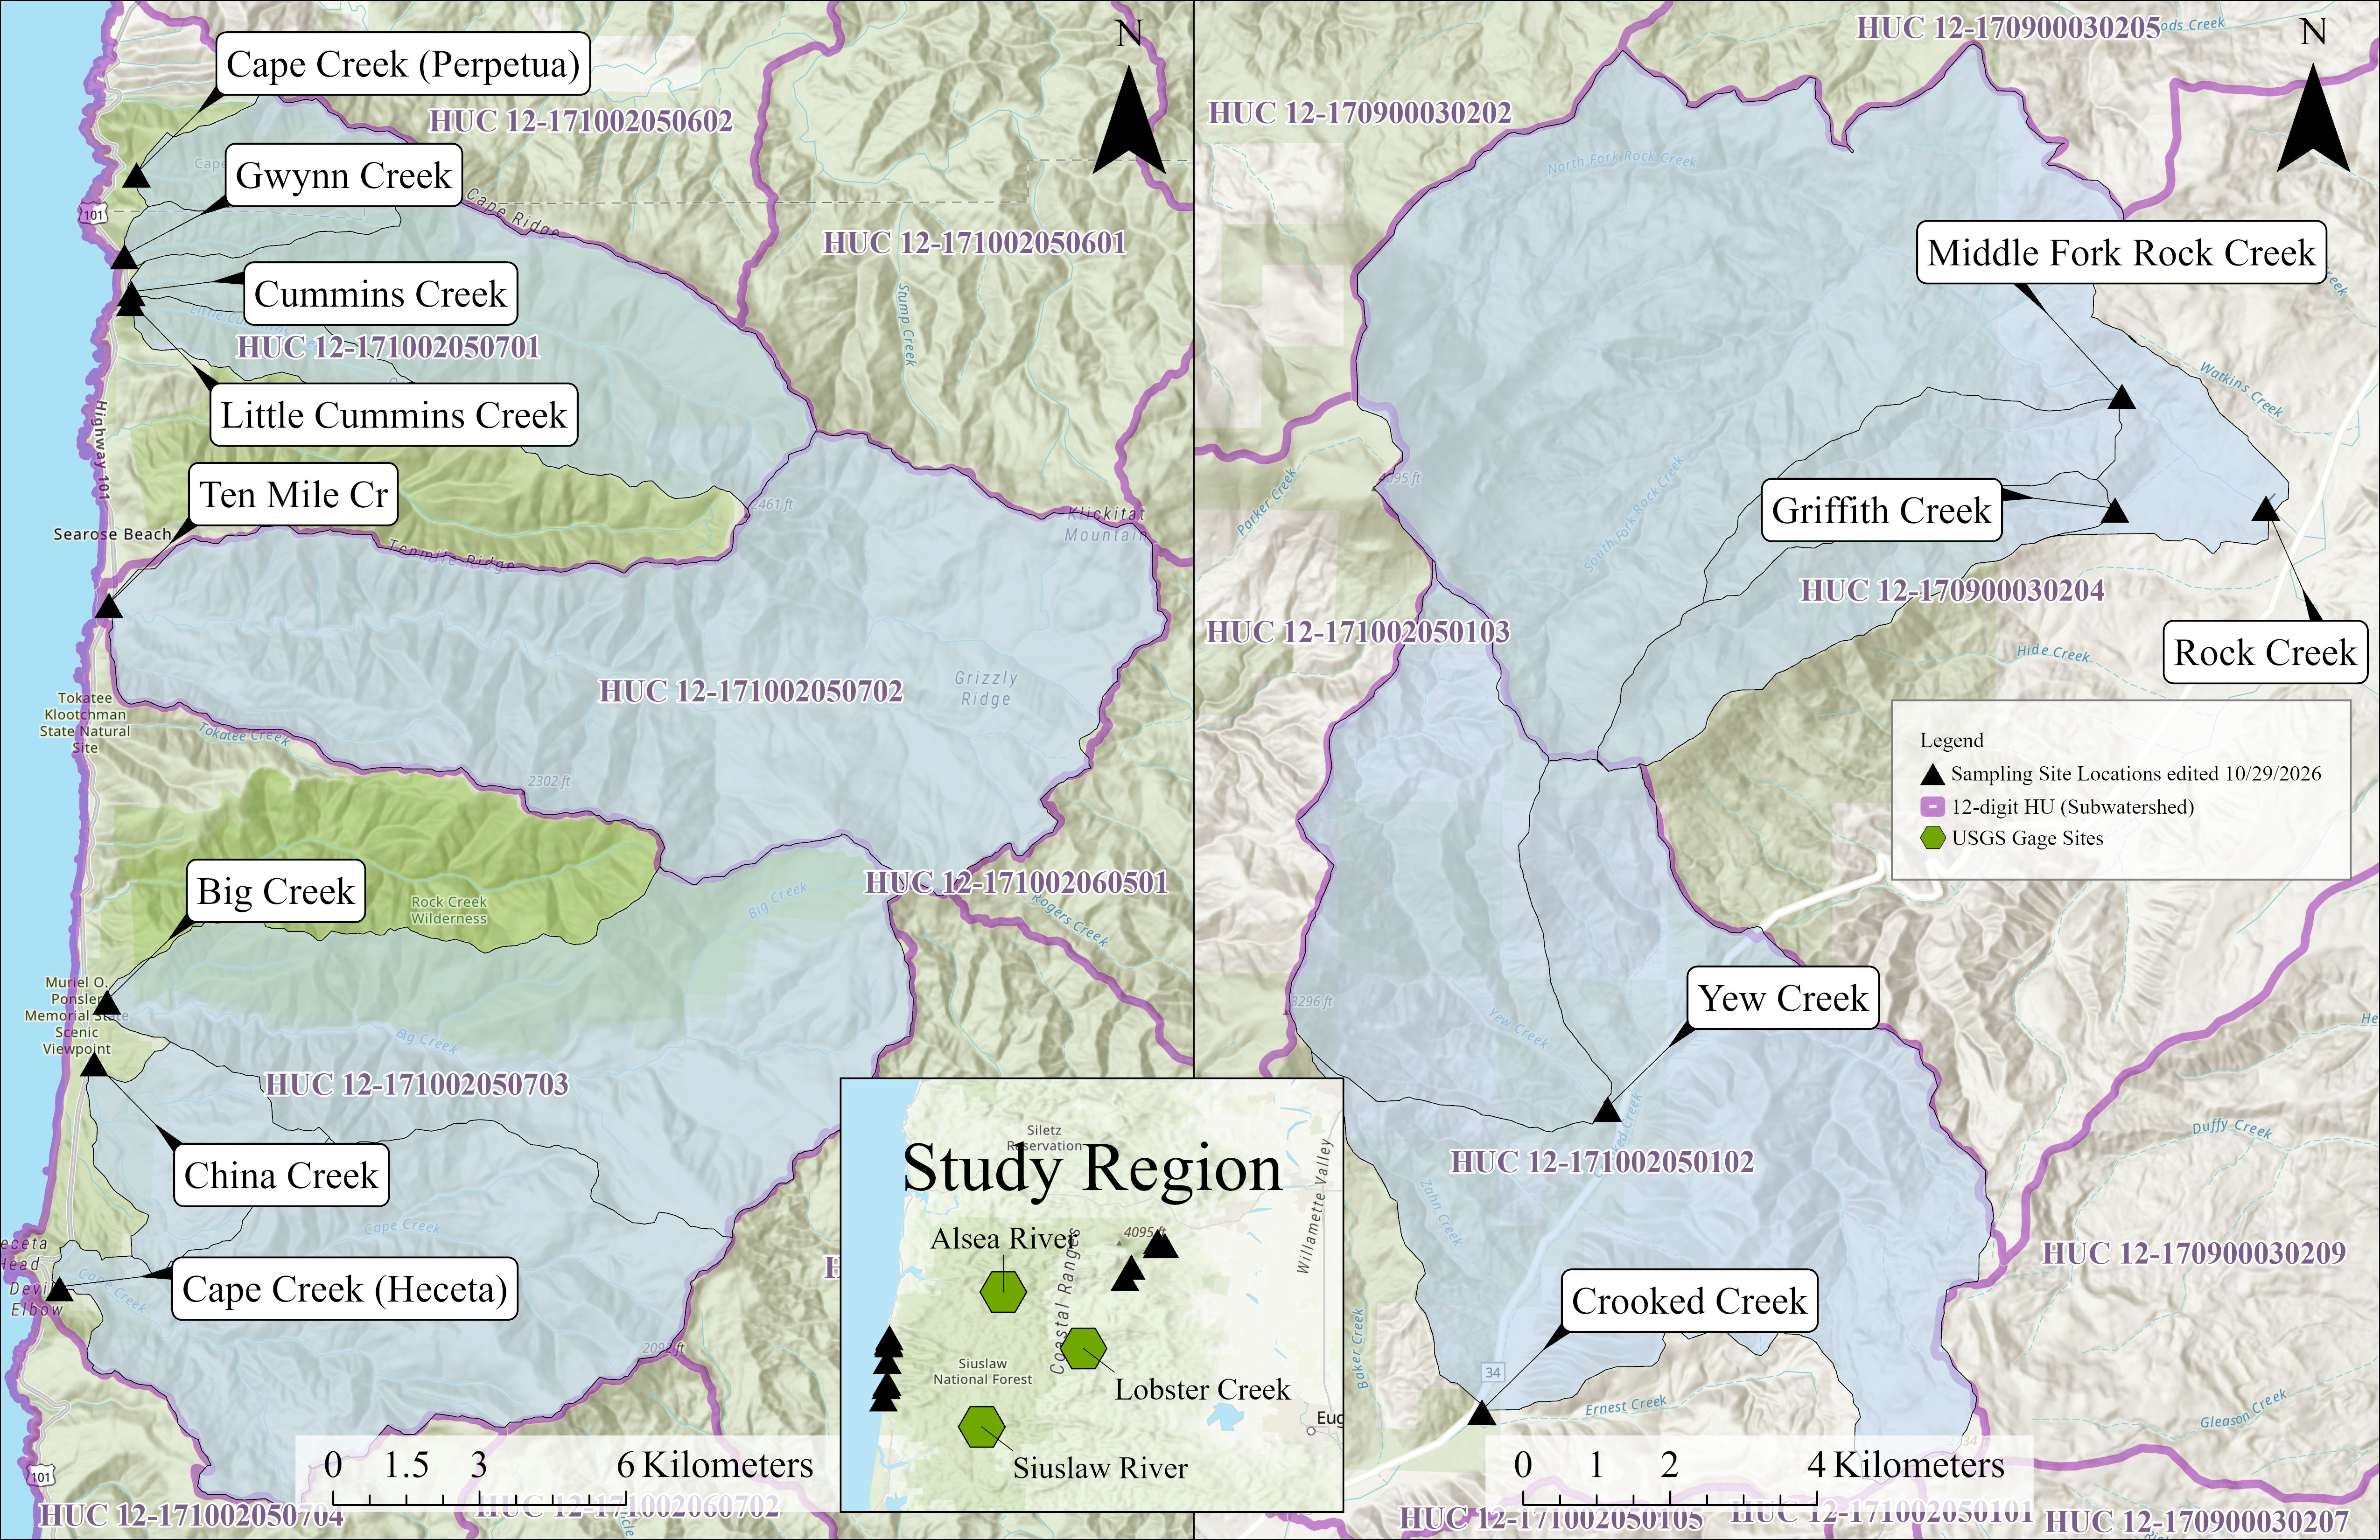 Cape Creek (Perpetua)
HUC 12-171002050602
N
Gwynn Creek
101
Cape Ridge
HUC 12-171002050601
Cummins Creek
Stump Creek
HUC 12-171002050701
Little Cummins Creek
Highway 101
Ten Mile Cr
2461 ft
Klickitat
Mountain
Searose Beach
Tenmile Ridge
HUC 12-171002050702
Grizzly
Ridge
Tokatee
Klootchman
State Natural
Site
Tokatee Creek
2302 ft
HUC 12-171002060501
Big Creek
Rock Creek
Wilderness
Big Creek
Rogers Creek
Muriel O.
Ponsler
Memorial State
Scenic
Viewpoint
Big Creek
HUC 12-171002050703
China Creek
Cape Creek
Cape Creek (Heceta)
Cape Creek
0 1.5 3 6 Kilometers
101
HUC 12-171002050704
HUC 12-171002060702
Siletz
Reservation
Study Region
Willamette Valley
Alsea River
4095 ft
Coastal Ranges
Siuslaw
National Forest
Lobster Creek
Siuslaw River
HUC 12-170900030205
N
HUC 12-170900030202
North Fork Rock Creek
Middle Fork Rock Creek
Watkins Creek
Parker Creek
South Fork Rock Creek
Griffith Creek
HUC 12-170900030204
HUC 12-171002050103
Rock Creek
Hide Creek
Legend
Sampling Site Locations edited 10/29/2026
12-digit HU (Subwatershed)
USGS Gage Sites
3296 ft
Yew Creek
Yew Creek
Duffy Creek
HUC 12-171002050102
Zahn Creek
HUC 12-170900030209
Crooked Creek
Baker Creek
34
Ernest Creek
Gleason Creek
0 1 2 4 Kilometers
HUC 12-171002050105
HUC 12-171002050101
HUC 12-170900030207